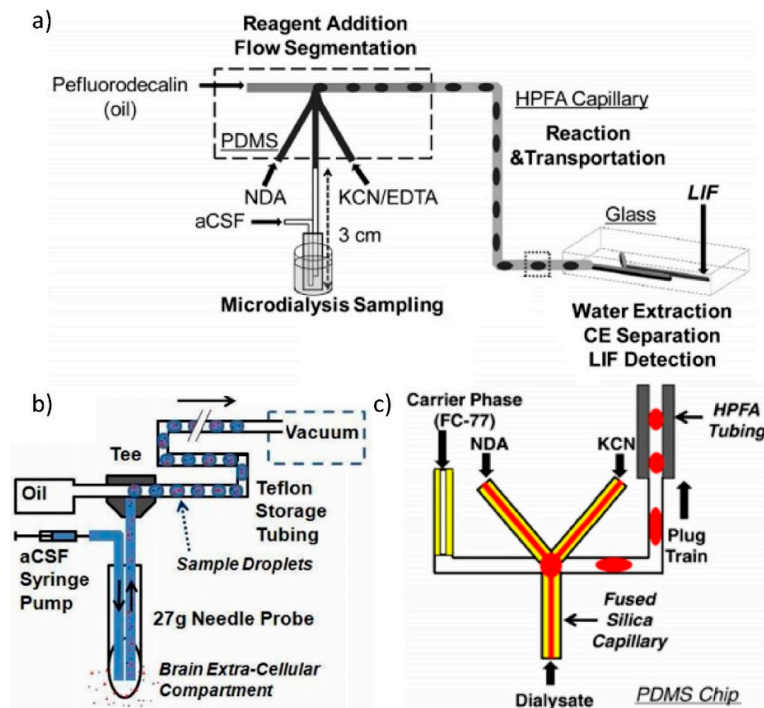 a)
Reagent Addition
Flow Segmentation
Pefluorodecalin
(oil)
PDMS
NDA
KCN/EDTA
aCSF
3 cm
Microdialysis Sampling
HPFA Capillary
Reaction
&Transportation
LIF
Glass
Water Extraction
CE Separation
LIF Detection
b)
Vacuum
Tee
Oil
Teflon
Storage
Tubing
Sample Droplets
aCSF
Syringe
Pump
27g Needle Probe
Brain Extra-Cellular
Compartment
c)
Carrier Phase
(FC-77)
NDA
KCN
HPFA
Tubing
Plug
Train
Fused
Silica
Capillary
Dialysate
PDMS Chip